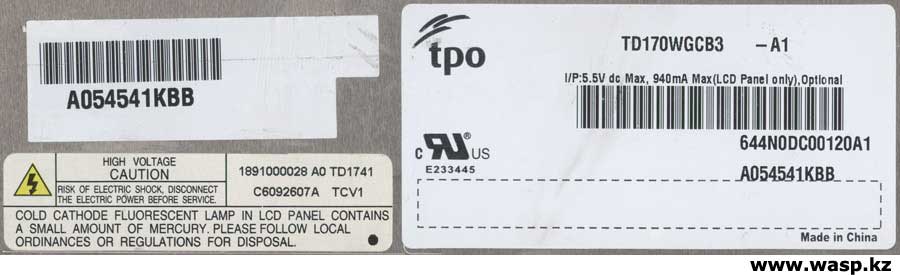 A054541KBB
HIGH VOLTAGE
CAUTION
RISK OF ELECTRIC SHOCK, DISCONNECT
THE ELECTRIC POWER BEFORE SERVICE.
1891000028 A0 TD1741
C6092607A TCV1
COLD CATHODE FLUORESCENT LAMP IN LCD PANEL CONTAINS
A SMALL AMOUNT OF MERCURY. PLEASE FOLLOW LOCAL
ORDINANCES OR REGULATIONS FOR DISPOSAL.
tpo
TD170WGCB3 -A1
I/P:5.5V dc Max, 940mA Max(LCD Panel only),Optional
644N0DC00120A1
c RU US
E233445
A054541KBB
Made in China
www.wasp.kz